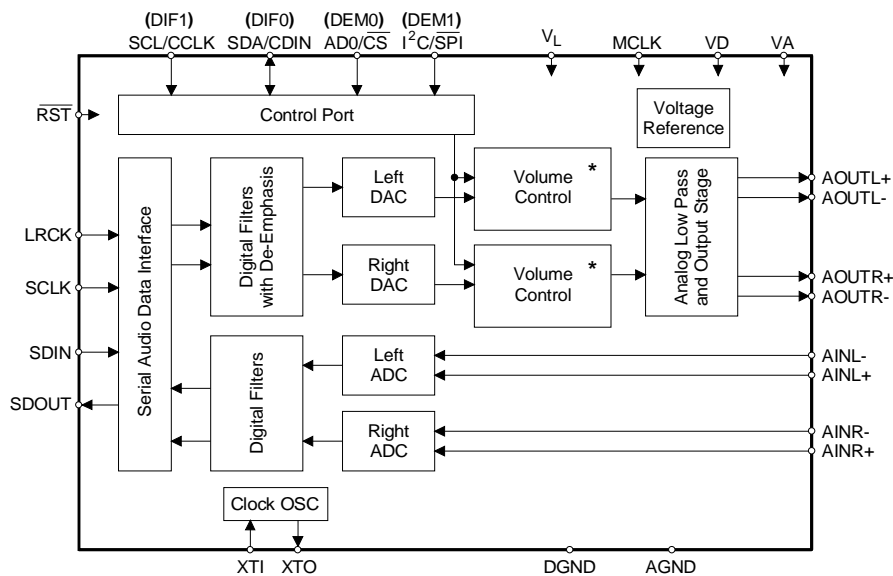 (DIF1) (DIF0) (DEM0) (DEM1)
SCL/CCLK SDA/CDIN AD0/CS I²C/SPI VL MCLK VD VA
RST
Control Port
Voltage
Reference
Serial Audio Data Interface
Digital Filters
with De-Emphasis
Left
DAC
Volume *
Control
Analog Low Pass
and Output Stage
AOUTL+
AOUTL-
LRCK
SCLK
Right
DAC
Volume *
Control
AOUTR+
AOUTR-
SDIN
SDOUT
Digital Filters
Left
ADC
AINL-
AINL+
Right
ADC
AINR-
AINR+
Clock OSC
XTI XTO DGND AGND